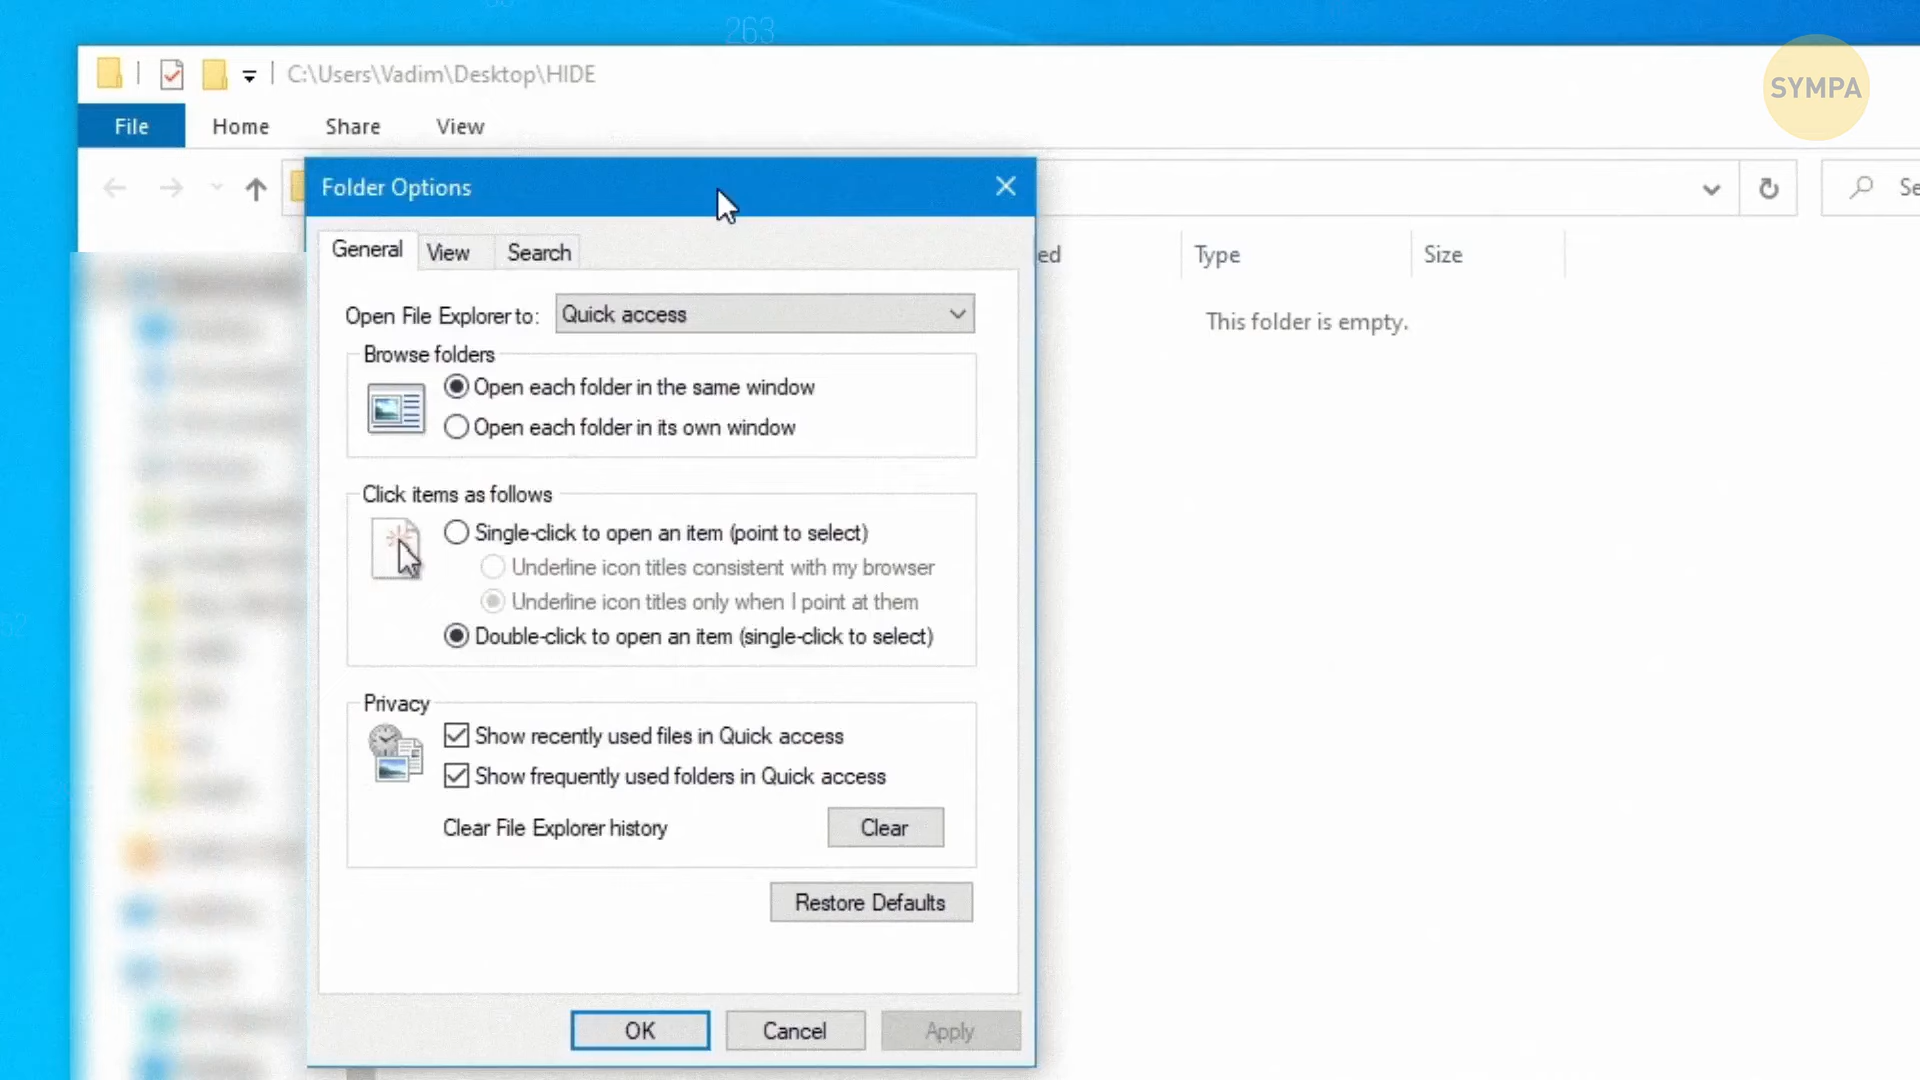 263
C:\Users\Vadim\Desktop\HIDE
SYMPA
File Home Share View
Folder Options
Se
General View Search
ed Type Size
Open File Explorer to: Quick access
This folder is empty.
Browse folders
Open each folder in the same window
Open each folder in its own window
Click items as follows
Single-click to open an item (point to select)
Underline icon titles consistent with my browser
Underline icon titles only when I point at them
Double-click to open an item (single-click to select)
Privacy
Show recently used files in Quick access
Show frequently used folders in Quick access
Clear File Explorer history Clear
Restore Defaults
OK Cancel Apply